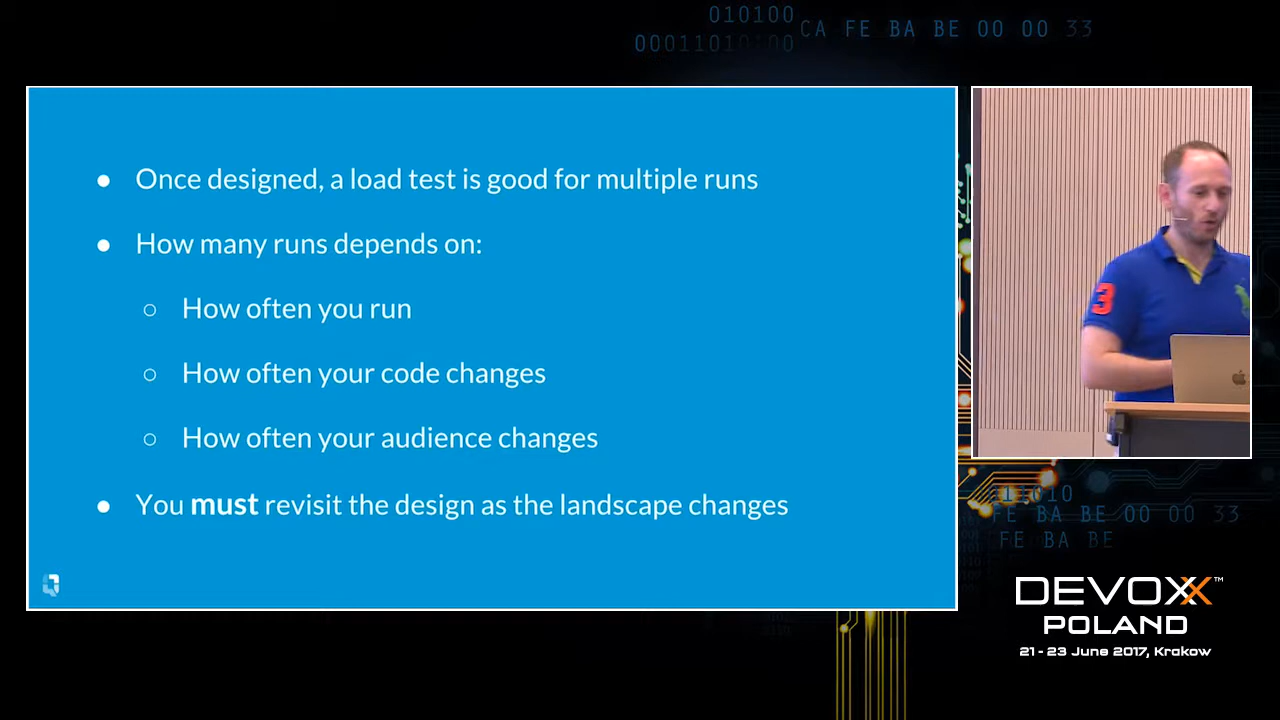 010100
CA FE BA BE 00 00 33
00011010100
● Once designed, a load test is good for multiple runs
● How many runs depends on:
○ How often you run
○ How often your code changes
○ How often your audience changes
● You must revisit the design as the landscape changes
3
011010
FE BA BE 00 00 33
FE BA BE
DEVOXX™
POLAND
21 - 23 June 2017, Krakow